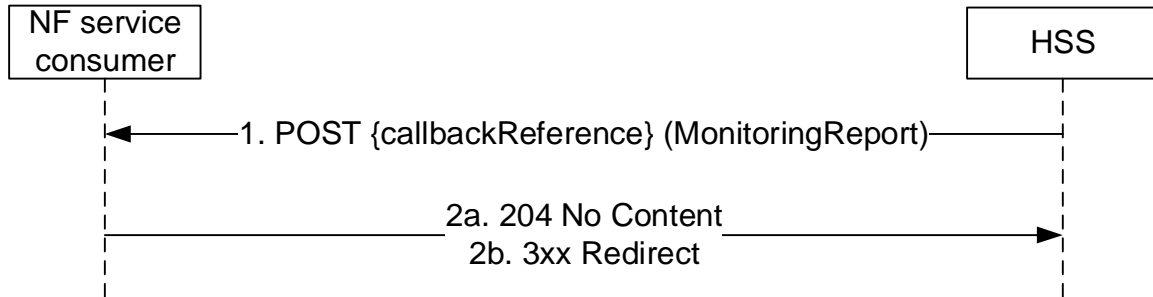 NF service
consumer
HSS
1. POST {callbackReference} (MonitoringReport)
2a. 204 No Content
2b. 3xx Redirect